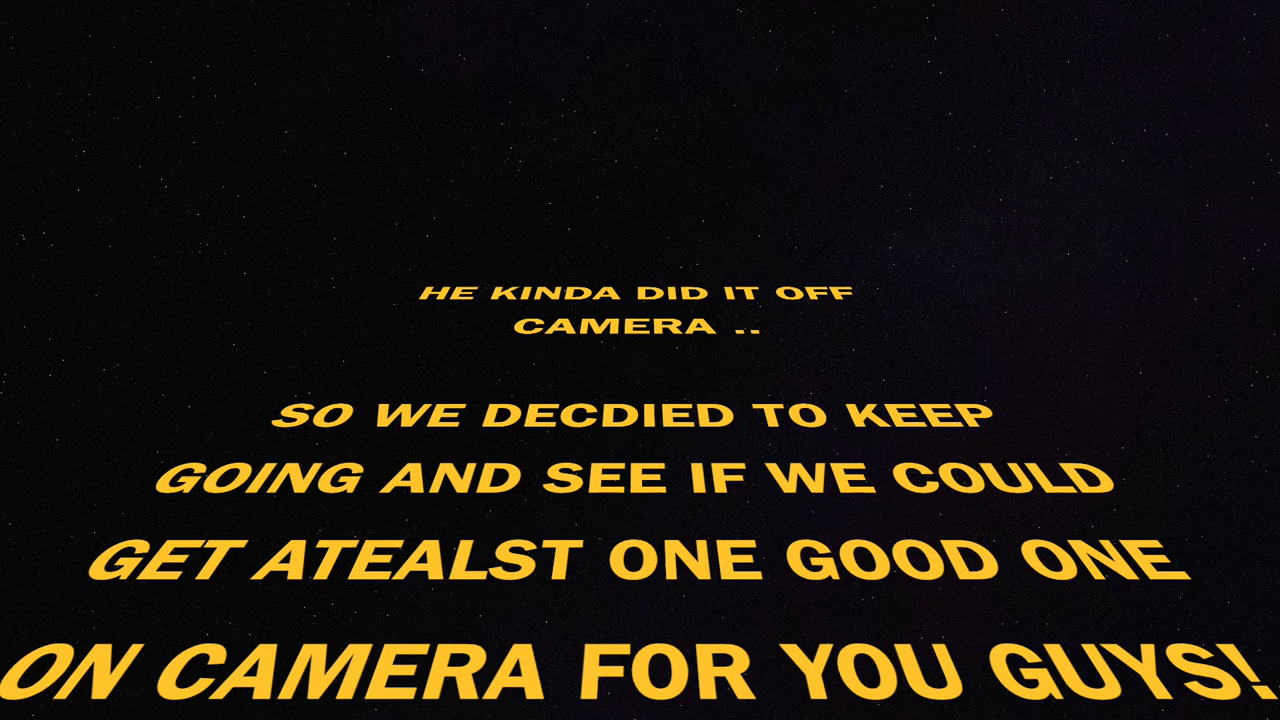 HE KINDA DID IT OFF
CAMERA ..
SO WE DECDIED TO KEEP
GOING AND SEE IF WE COULD
GET ATEALST ONE GOOD ONE
ON CAMERA FOR YOU GUYS!